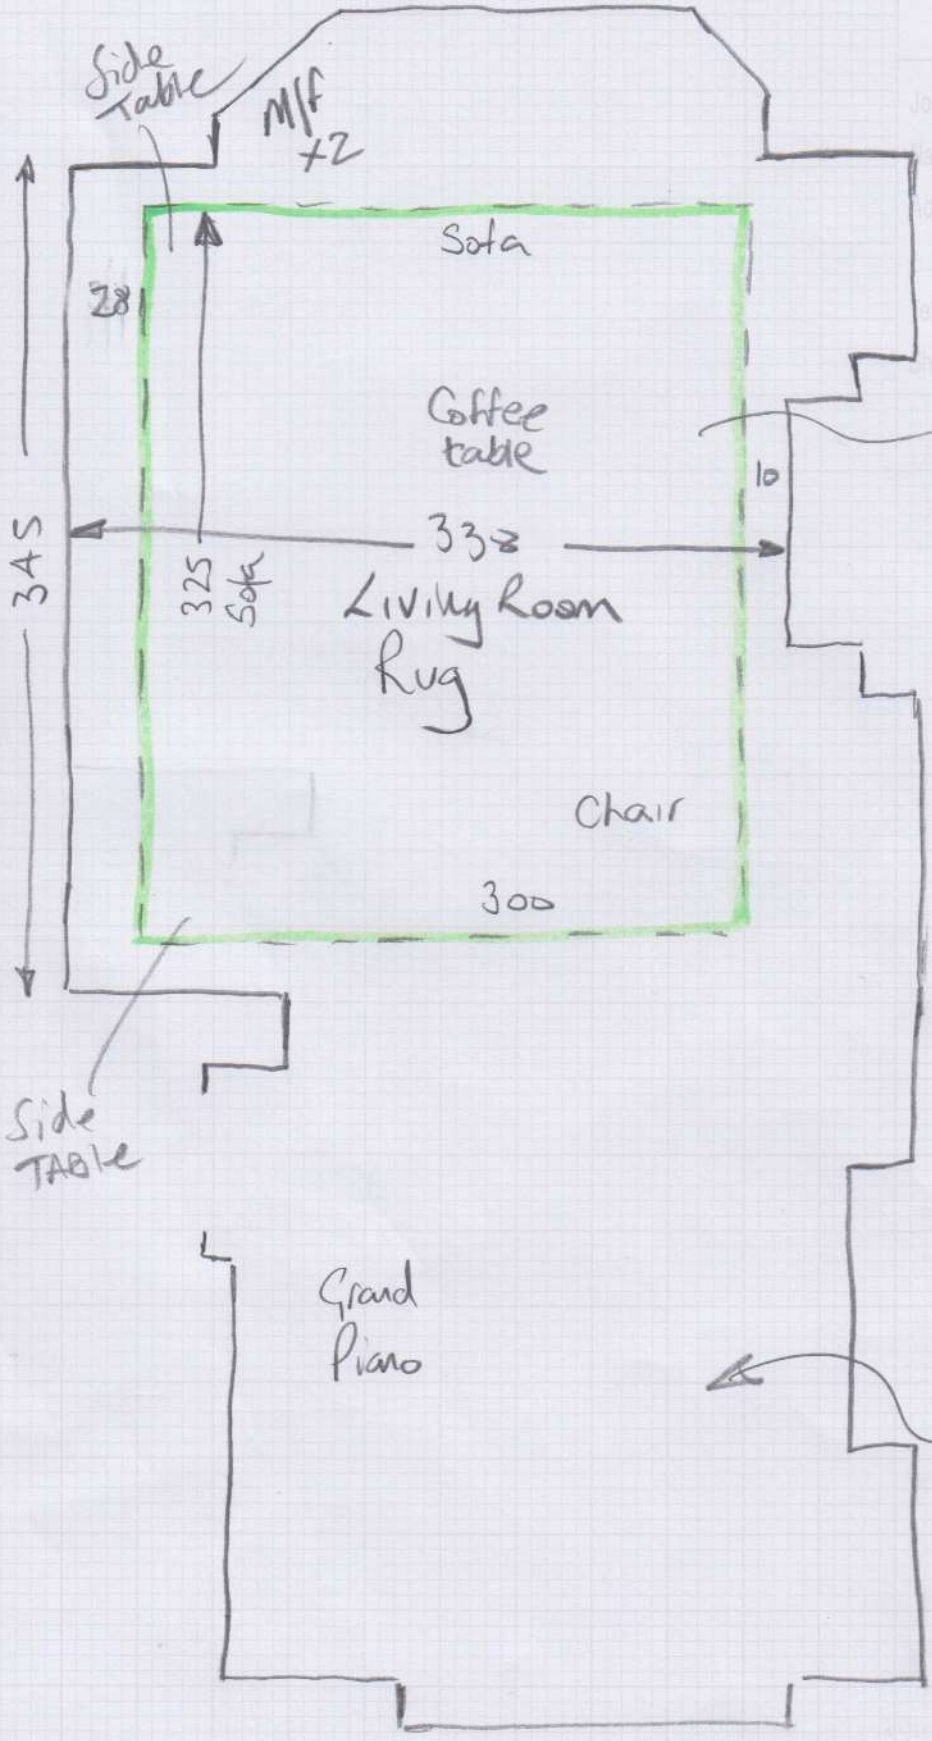 Side
Table
M/f
x2
Sofa
28
Coffee
table
10
345
338
325
Sofa
Living Room
Rug
Chair
300
Side
TABle
Grand
Piano